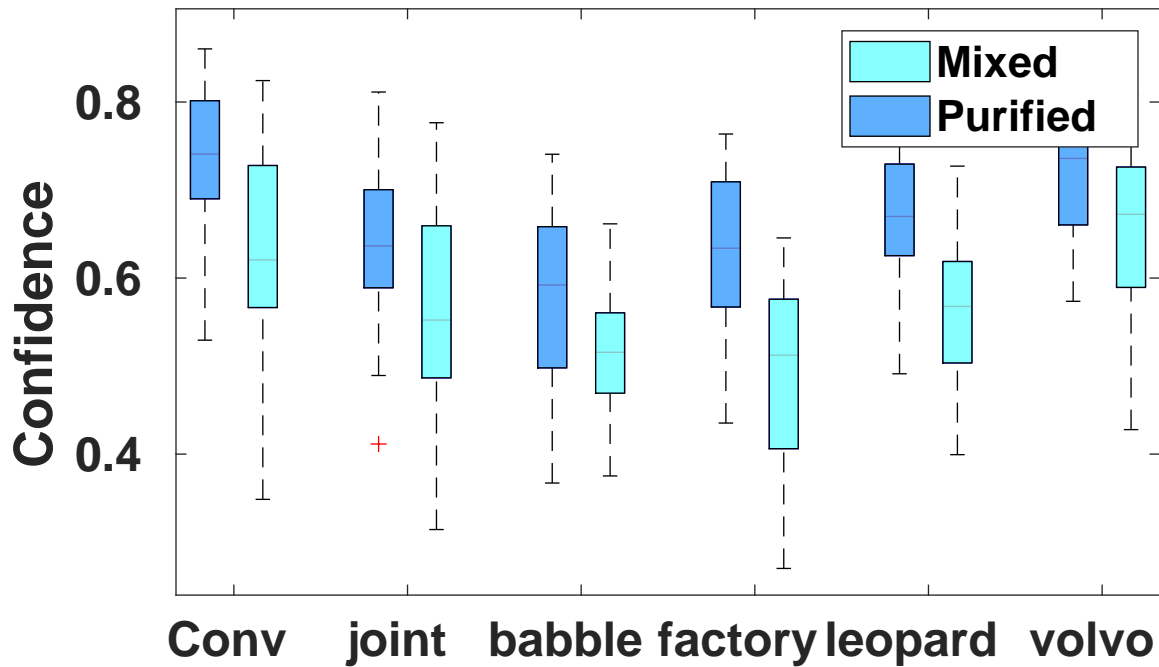 Mixed
Purified
0.8
0.6
0.4
Confidence
Conv joint babble factory leopard volvo